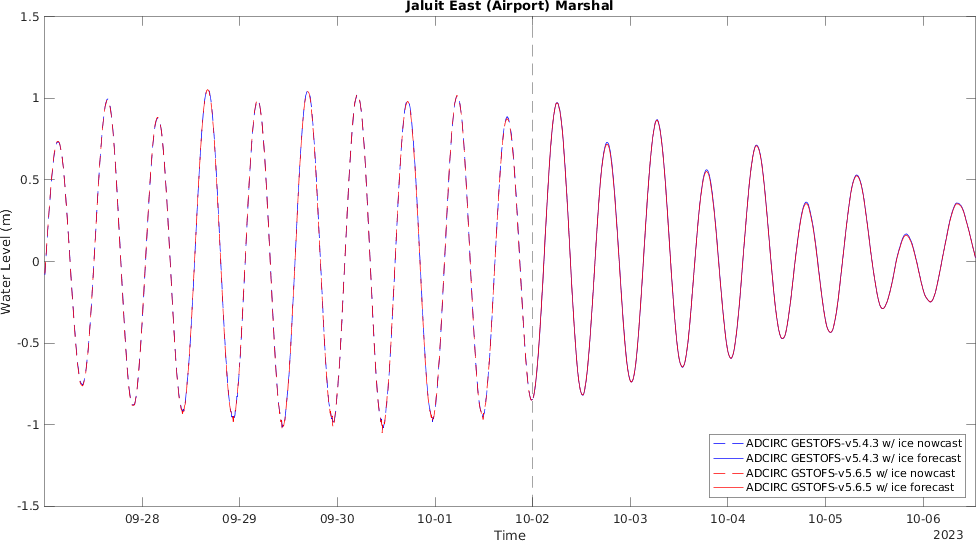 Jaluit East (Airport) Marshal
1.5
1
0.5
0
-0.5
-1
-1.5
Water Level (m)
ADCIRC GESTOFS-v5.4.3 w/ ice nowcast
ADCIRC GESTOFS-v5.4.3 w/ ice forecast
ADCIRC GSTOFS-v5.6.5 w/ ice nowcast
ADCIRC GSTOFS-v5.6.5 w/ ice forecast
09-28 09-29 09-30 10-01 10-02 10-03 10-04 10-05 10-06
Time
2023